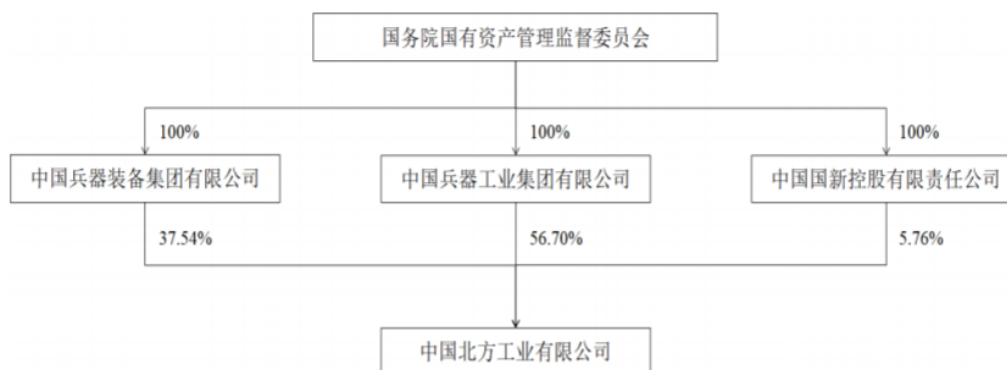 国务院国有资产管理监督委员会
100%
100%
100%
中国兵器装备集团有限公司
中国兵器工业集团有限公司
中国国新控股有限责任公司
37.54%
56.70%
5.76%
中国北方工业有限公司